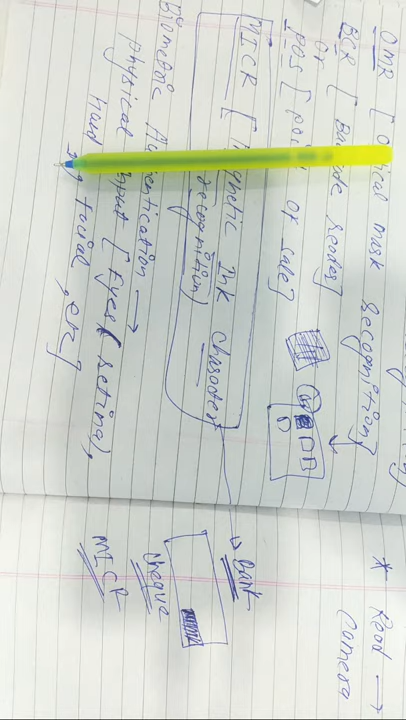 OMR [ Optical mark recognition]
BCR [ Barcode reader]
or
POS [ point of sale]
MICR [ Magnetic Ink character
recognition)
Biometric Authentication →
physical input [ Eyes ( retina),
hand
facial , etc]
* Read →
Camera
→ Bank
cheque
MICR